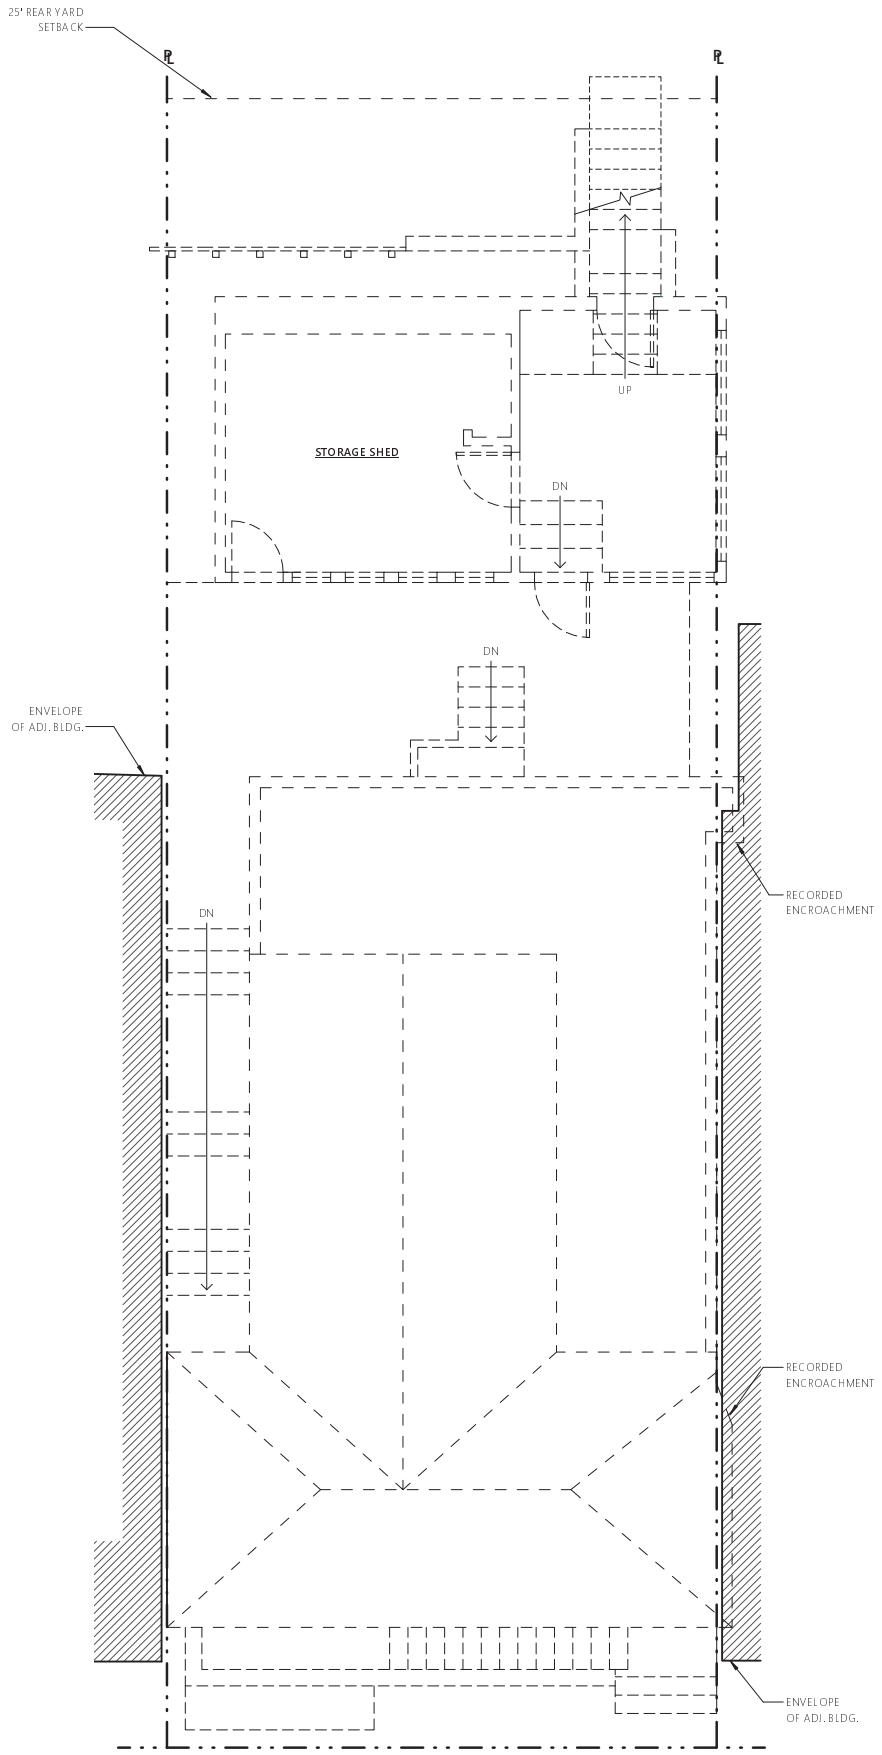 25' REAR YARD
SETBACK
PL
PL
UP
STORAGE SHED
DN
DN
ENVELOPE
OF ADJ. BLDG.
RECORDED
ENCROACHMENT
DN
RECORDED
ENCROACHMENT
ENVELOPE
OF ADJ. BLDG.